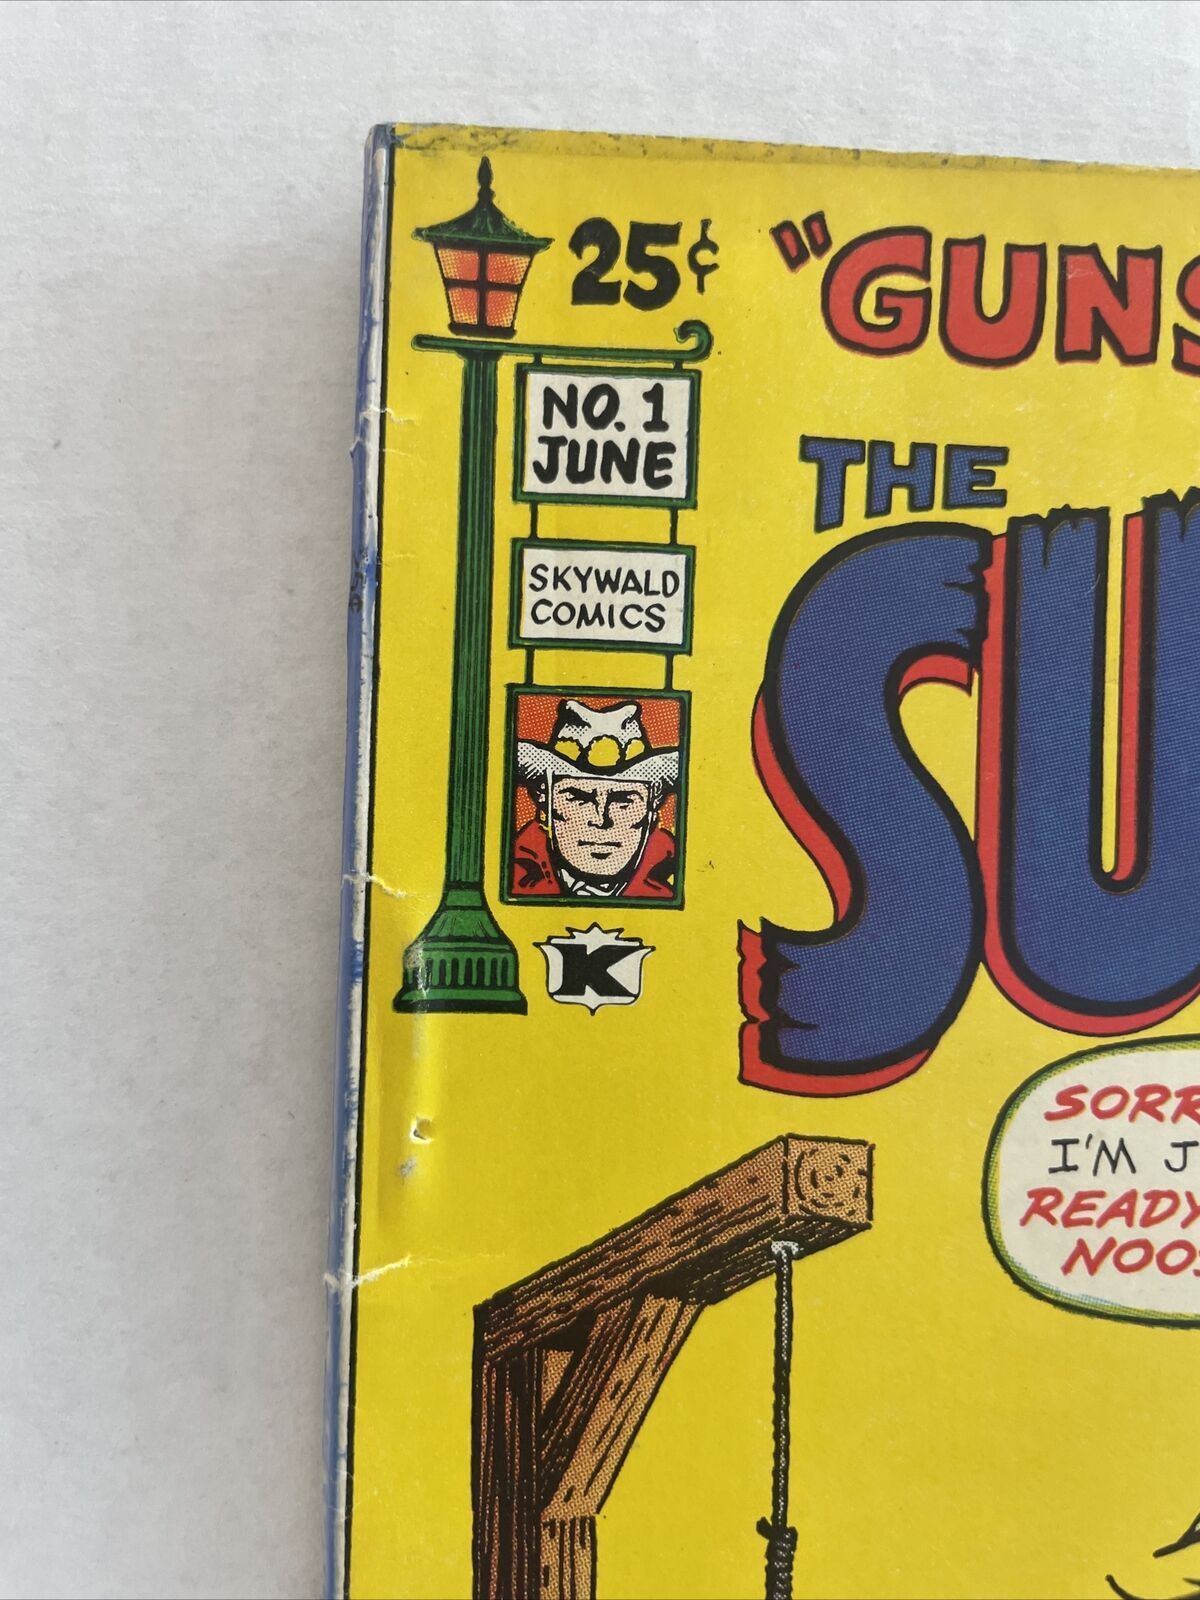 25¢
"GUNS
NO. 1
JUNE
THE
SU
SKYWALD
COMICS
K
SORR
I'M J
READY
NOOS